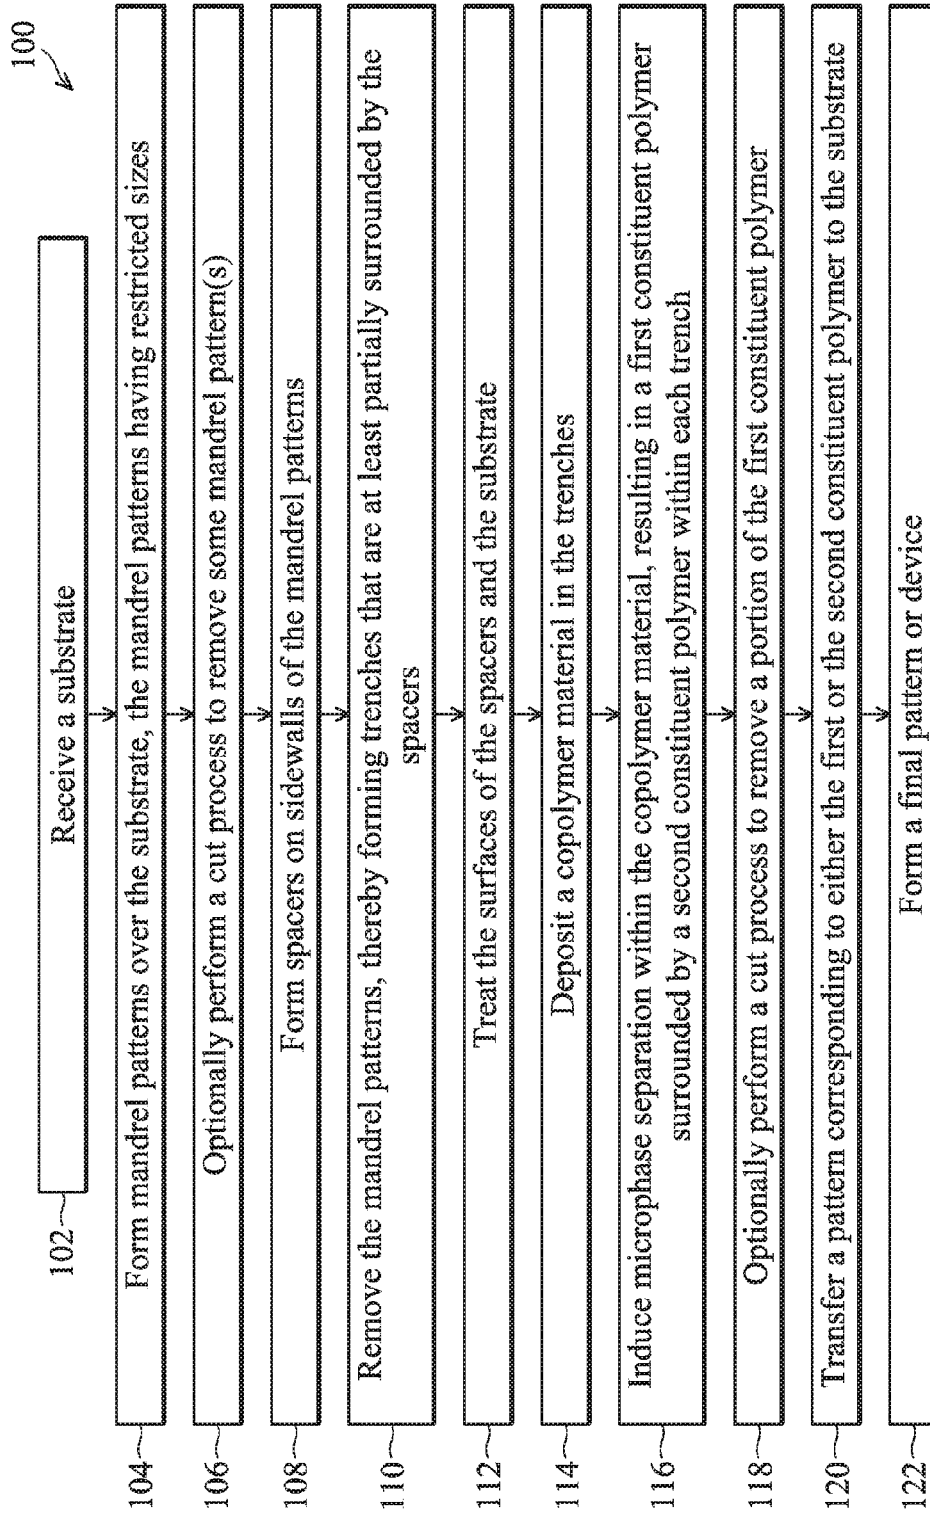 100
102
Receive a substrate
104
Form mandrel patterns over the substrate, the mandrel patterns having restricted sizes
106
Optionally perform a cut process to remove some mandrel pattern(s)
108
Form spacers on sidewalls of the mandrel patterns
110
Remove the mandrel patterns, thereby forming trenches that are at least partially surrounded by the
spacers
112
Treat the surfaces of the spacers and the substrate
114
Deposit a copolymer material in the trenches
116
Induce microphase separation within the copolymer material, resulting in a first constituent polymer
surrounded by a second constituent polymer within each trench
118
Optionally perform a cut process to remove a portion of the first constituent polymer
120
Transfer a pattern corresponding to either the first or the second constituent polymer to the substrate
122
Form a final pattern or device